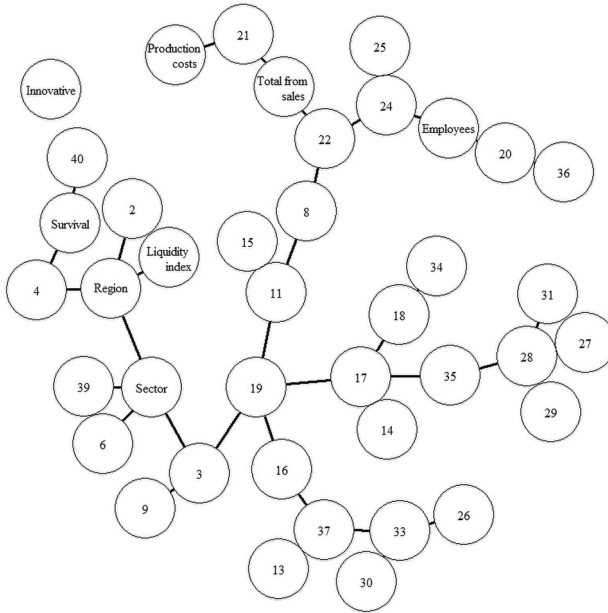 21
Production
costs
25
Total from
sales
Innovative
24
Employees
22
20
36
40
2
8
Survival
15
Liquidity
index
34
4
Region
11
31
18
27
28
17
35
39
Sector
19
29
14
6
16
3
9
26
37
33
13
30